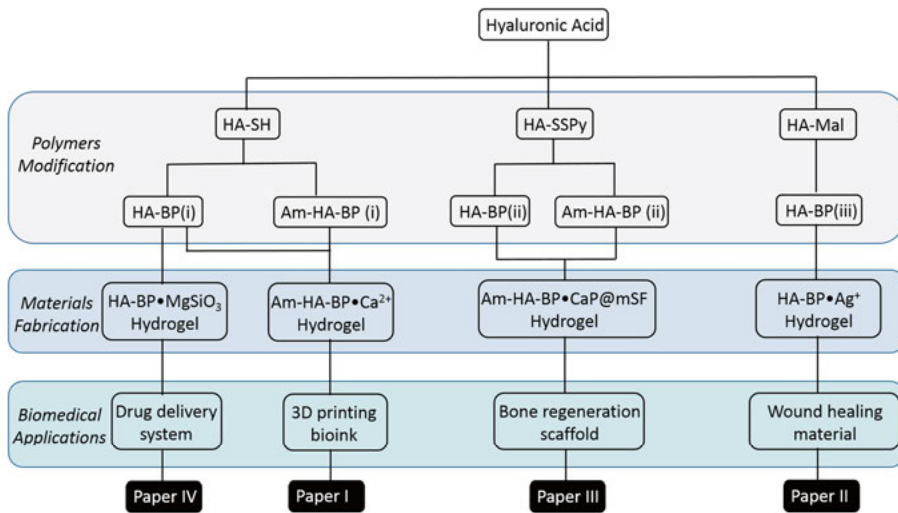 Hyaluronic Acid
HA-SH
HA-SSPy
HA-Mal
Polymers
Modification
HA-BP(i)
Am-HA-BP (i)
HA-BP(ii)
Am-HA-BP (ii)
HA-BP(iii)
Materials
Fabrication
HA-BP•MgSiO₃
Hydrogel
Am-HA-BP•Ca²⁺
Hydrogel
Am-HA-BP•CaP@mSF
Hydrogel
HA-BP•Ag⁺
Hydrogel
Biomedical
Applications
Drug delivery
system
3D printing
bioink
Bone regeneration
scaffold
Wound healing
material
Paper IV
Paper I
Paper III
Paper II